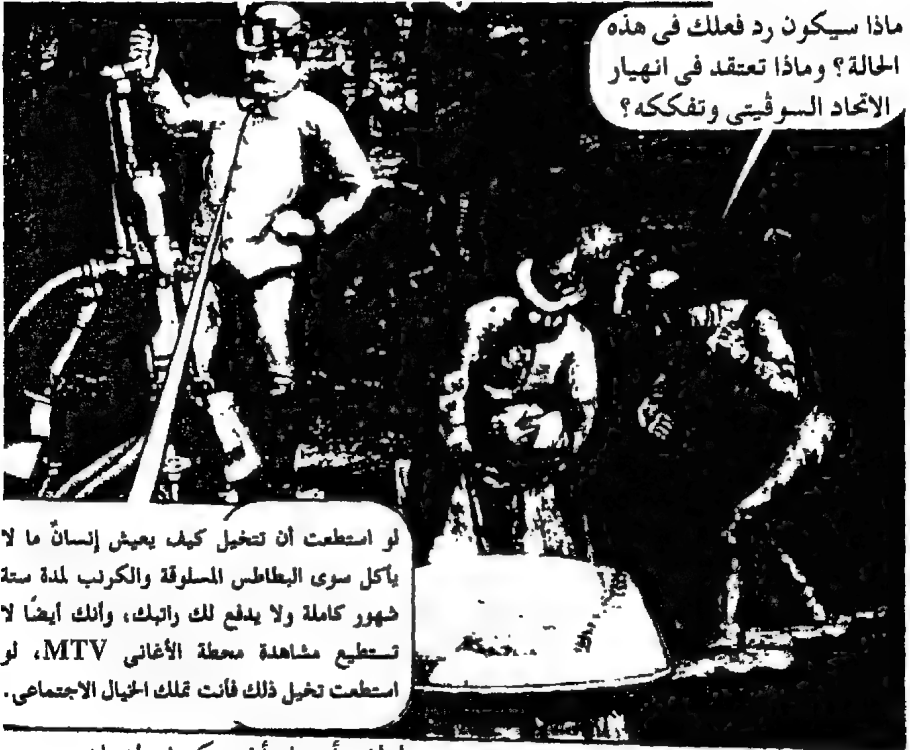 ماذا سيكون رد فعلك فى هذه
الحالة؟ وماذا تعتقد فى انهيار
الاتحاد السوڤيتى وتفككه؟
لو استطعت أن تتخيل كيف يعيش إنسانٌ ما لا
يأكل سوى البطاطس المسلوقة والكرنب لمدة ستة
شهور كاملة ولا يدفع لك راتبك، وأنك أيضًا لا
تستطيع مشاهدة محطة الأغانى MTV، لو
استطعت تخيل ذلك فأنت تملك الخيال الاجتماعى.